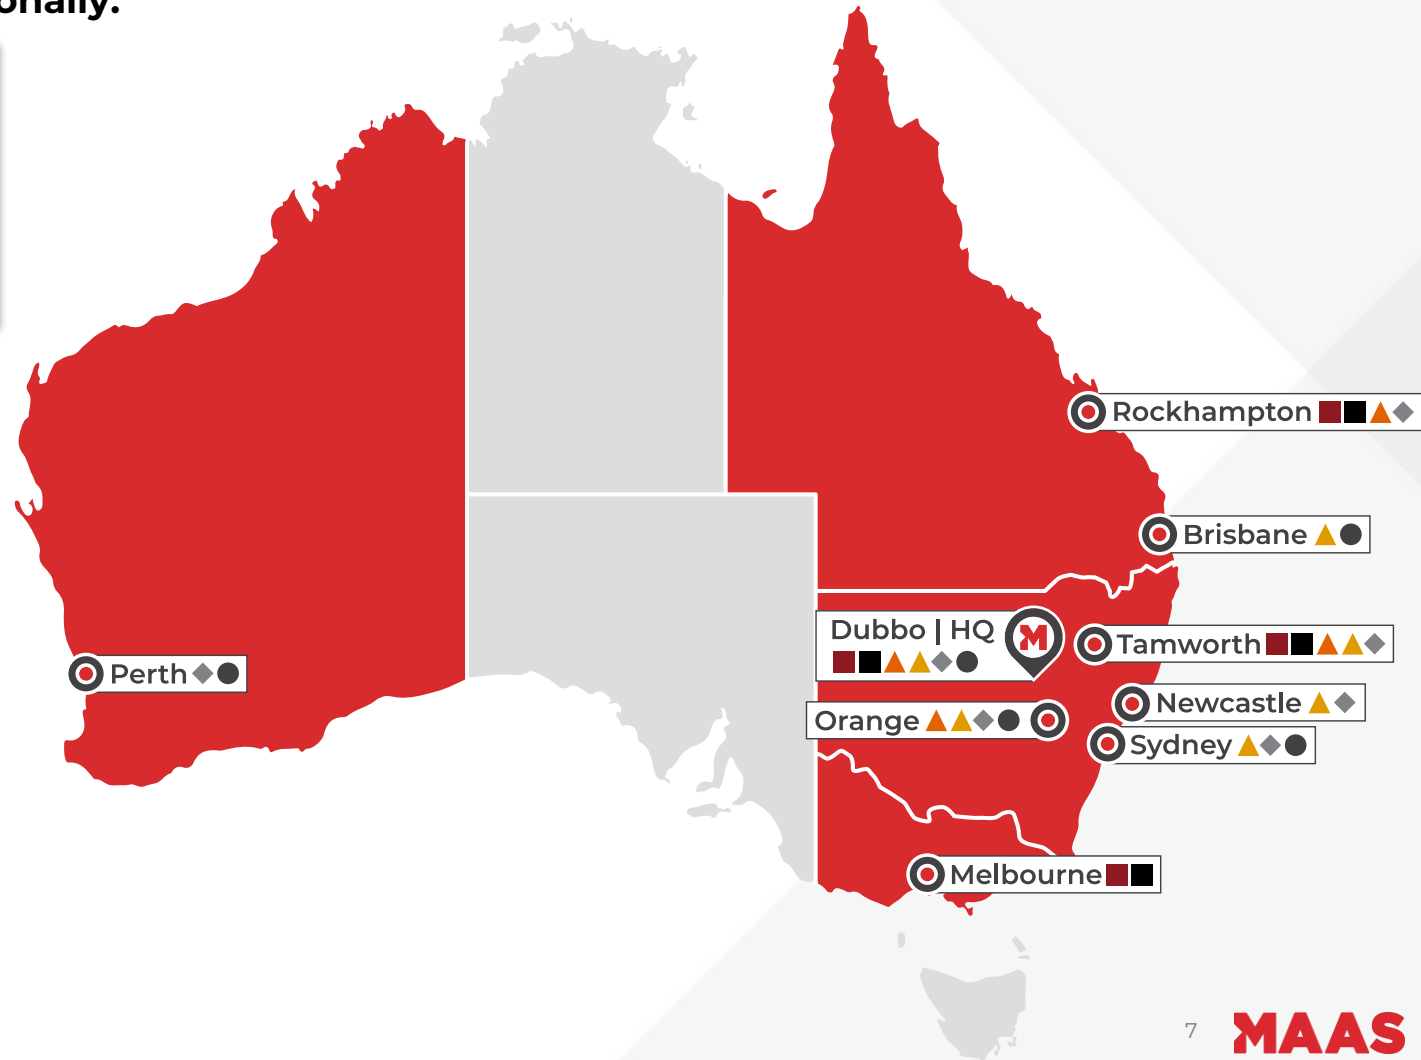 onally.
Rockhampton
Brisbane
Dubbo | HQ
Tamworth
Perth
Newcastle
Orange
Sydney
Melbourne
7
MAAS